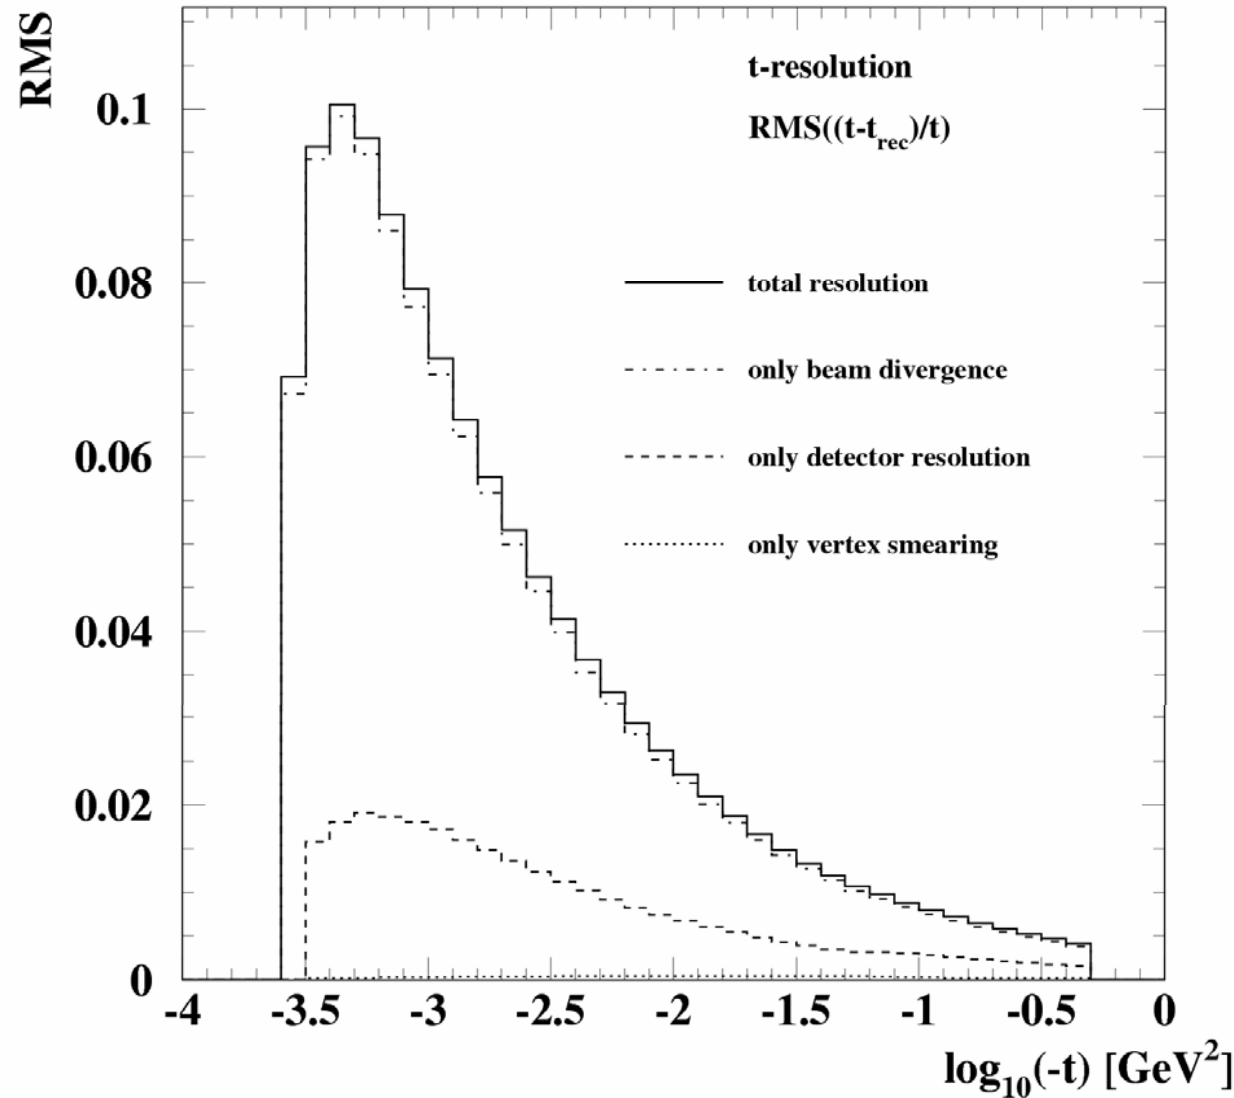 RMS
t-resolution
RMS((t-t_rec)/t)
0.1
0.08
0.06
0.04
0.02
0
total resolution
only beam divergence
only detector resolution
only vertex smearing
-4 -3.5 -3 -2.5 -2 -1.5 -1 -0.5 0
log₁₀(-t) [GeV²]